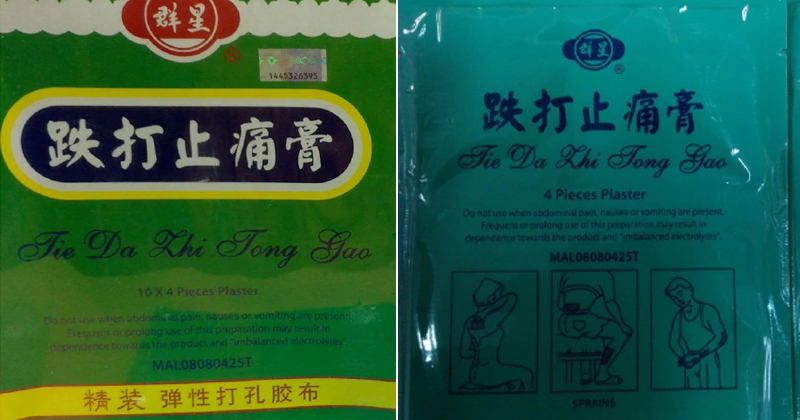 群星
®
1445326395
跌打止痛膏
Tie Da Zhi Tong Gao
10 X 4 Pieces Plaster
Do not use when abdominal pain, nauses or vomiting are present.
Frequent or prolong use of this preparation may result in
dependence towards the product and "imbalanced electrolytes".
MAL08080425T
精装 弹性打孔胶布
群星
®
跌打止痛膏
Tie Da Zhi Tong Gao
4 Pieces Plaster
Do not use when abdominal pain, nausea or vomiting are present.
Frequent or prolong use of this preparation may result in
dependence towards the product and "imbalanced electrolytes".
MAL08080425T
SPRAINS